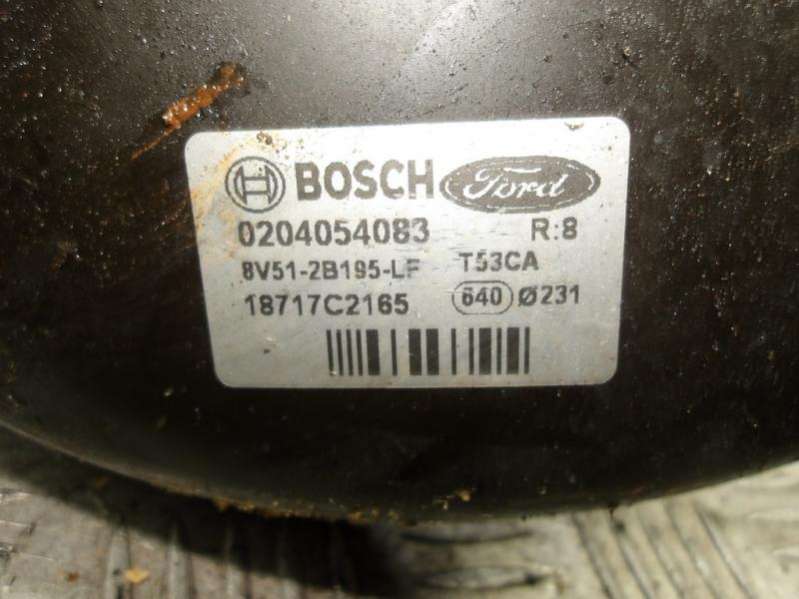 BOSCH Ford
0204054083 R:8
8V51-2B195-LF T53CA
18717C2165 640 Ø231